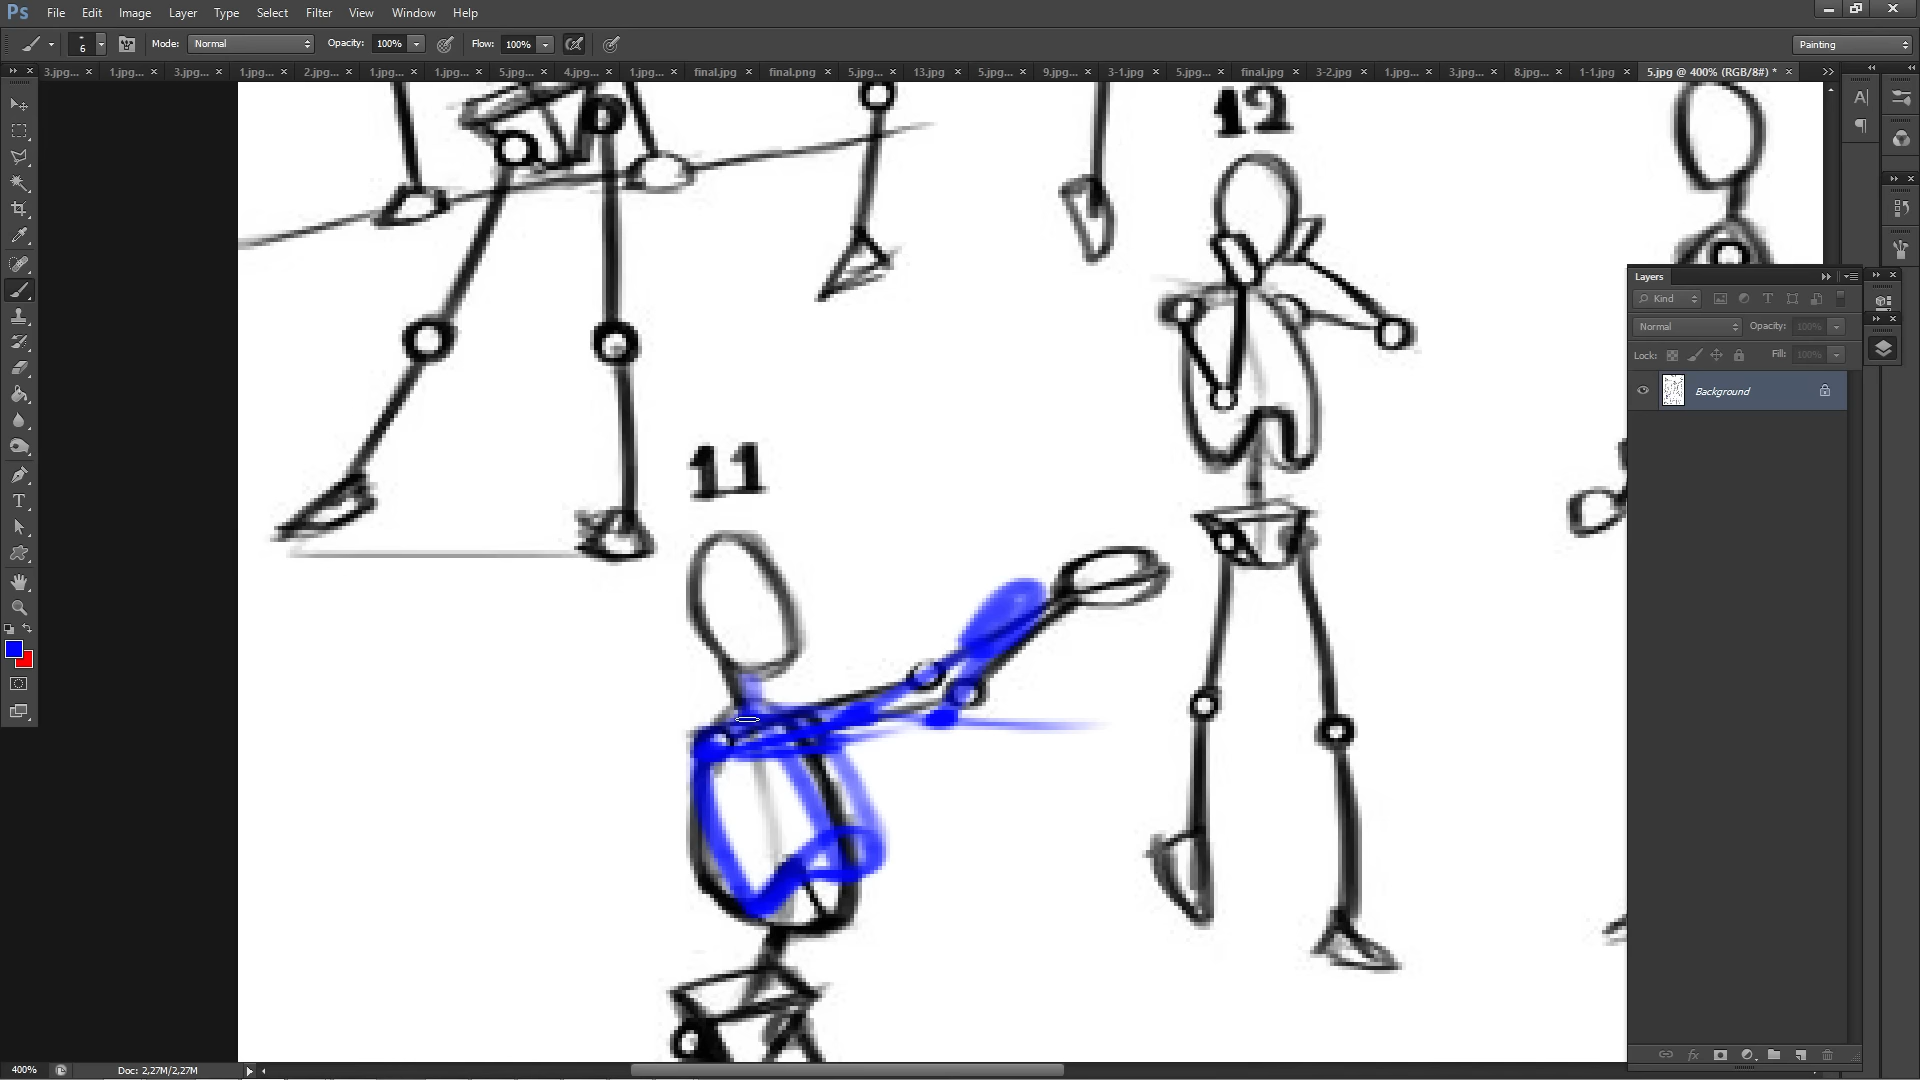 Ps File Edit Image Layer Type Select Filter View Window Help
6 Mode: Normal Opacity: 100% Flow: 100% Painting
3.jpg... 1.jpg... 3.jpg... 1.jpg... 2.jpg... 1.jpg... 1.jpg... 5.jpg... 4.jpg... 1.jpg... final.jpg final.png 5.jpg... 13.jpg 5.jpg... 9.jpg... 3-1.jpg 5.jpg... final.jpg 3-2.jpg 1.jpg... 3.jpg... 8.jpg... 1-1.jpg 5.jpg @ 400% (RGB/8#) *
12
Layers
Kind
Normal Opacity: 100%
Lock: Fill: 100%
Background
11
400% Doc: 2,27M/2,27M